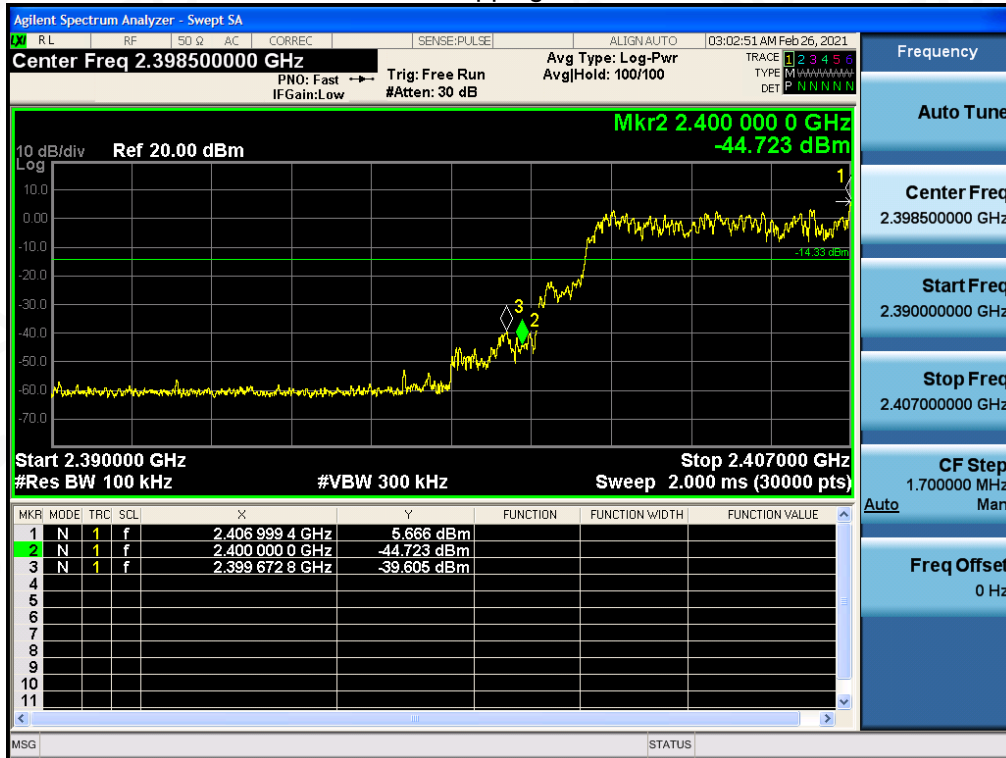 Agilent Spectrum Analyzer - Swept SA
LXI RL RF 50 Ω AC CORREC SENSE:PULSE ALIGN AUTO 03:02:51 AM Feb 26, 2021
Center Freq 2.398500000 GHz
PNO: Fast
IFGain:Low
Trig: Free Run
#Atten: 30 dB
Avg Type: Log-Pwr
Avg|Hold: 100/100
TRACE 1 2 3 4 5 6
TYPE M
DET P N N N N N
Mkr2 2.400 000 0 GHz
-44.723 dBm
10 dB/div Ref 20.00 dBm
Log
10.0
0.00
-10.0
-20.0
-30.0
-40.0
-50.0
-60.0
-70.0
1
-14.33 dBm
3
2
Start 2.390000 GHz Stop 2.407000 GHz
#Res BW 100 kHz #VBW 300 kHz Sweep 2.000 ms (30000 pts)
MKR MODE TRC SCL X Y FUNCTION FUNCTION WIDTH FUNCTION VALUE
1 N 1 f 2.406 999 4 GHz 5.666 dBm
2 N 1 f 2.400 000 0 GHz -44.723 dBm
3 N 1 f 2.399 672 8 GHz -39.605 dBm
4
5
6
7
8
9
10
11
MSG STATUS
Frequency
Auto Tune
Center Freq
2.398500000 GHz
Start Freq
2.390000000 GHz
Stop Freq
2.407000000 GHz
CF Step
1.700000 MHz
Auto Man
Freq Offset
0 Hz